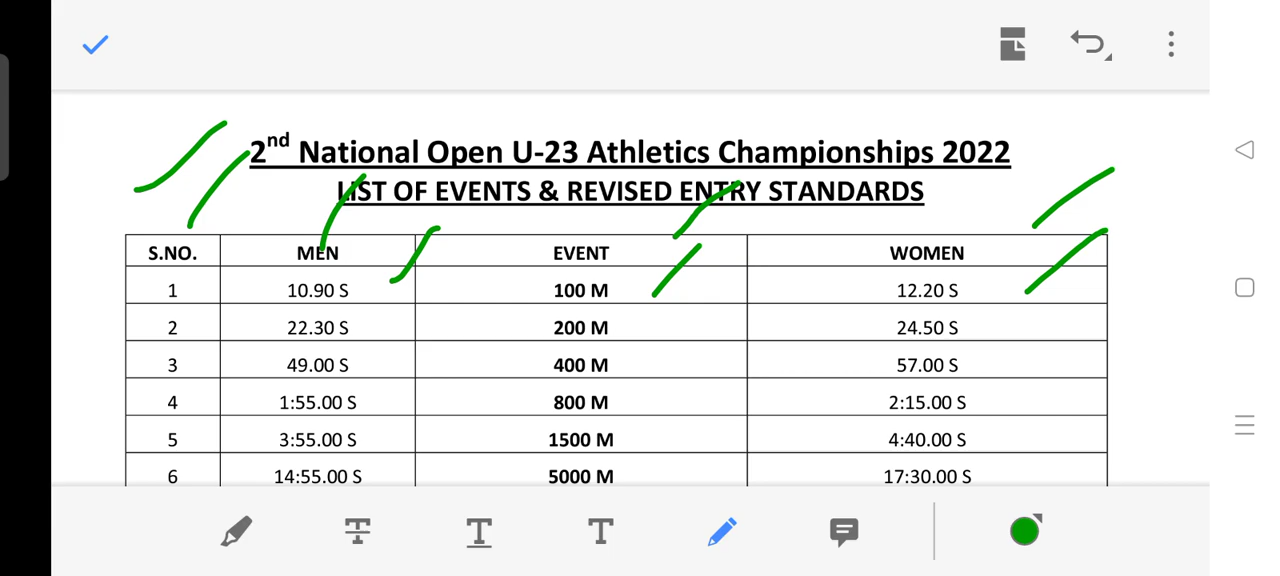 2nd National Open U-23 Athletics Championships 2022
LIST OF EVENTS & REVISED ENTRY STANDARDS
S.NO. MEN EVENT WOMEN
1 10.90 S 100 M 12.20 S
2 22.30 S 200 M 24.50 S
3 49.00 S 400 M 57.00 S
4 1:55.00 S 800 M 2:15.00 S
5 3:55.00 S 1500 M 4:40.00 S
6 14:55.00 S 5000 M 17:30.00 S
T T T